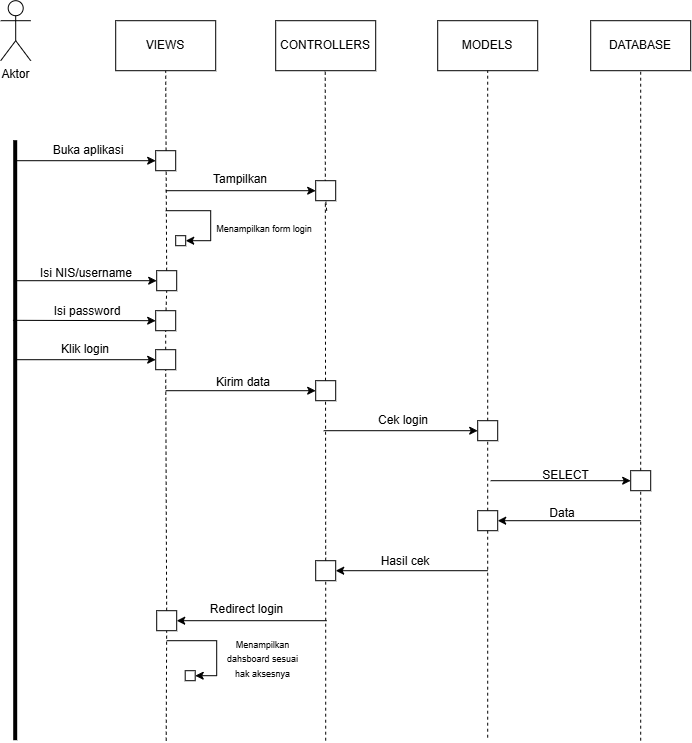 Aktor
VIEWS
CONTROLLERS
MODELS
DATABASE
Buka aplikasi
Tampilkan
Menampilkan form login
Isi NIS/username
Isi password
Klik login
Kirim data
Cek login
SELECT
Data
Hasil cek
Redirect login
Menampilkan
dahsboard sesuai
hak aksesnya